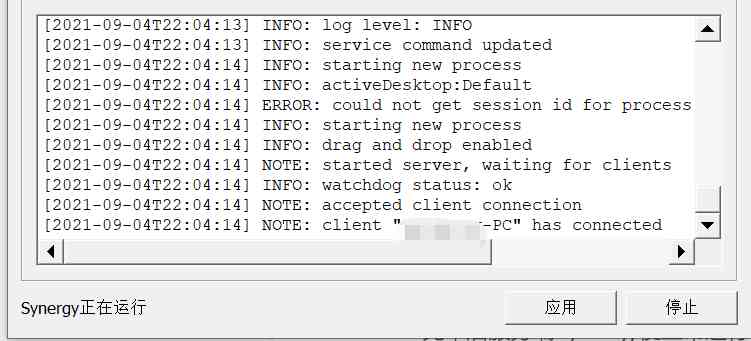 [2021-09-04T22:04:13] INFO: log level: INFO
[2021-09-04T22:04:13] INFO: service command updated
[2021-09-04T22:04:14] INFO: starting new process
[2021-09-04T22:04:14] INFO: activeDesktop:Default
[2021-09-04T22:04:14] ERROR: could not get session id for process
[2021-09-04T22:04:14] INFO: starting new process
[2021-09-04T22:04:14] INFO: drag and drop enabled
[2021-09-04T22:04:14] NOTE: started server, waiting for clients
[2021-09-04T22:04:14] INFO: watchdog status: ok
[2021-09-04T22:04:14] NOTE: accepted client connection
[2021-09-04T22:04:14] NOTE: client "-PC" has connected
Synergy正在运行 应用 停止